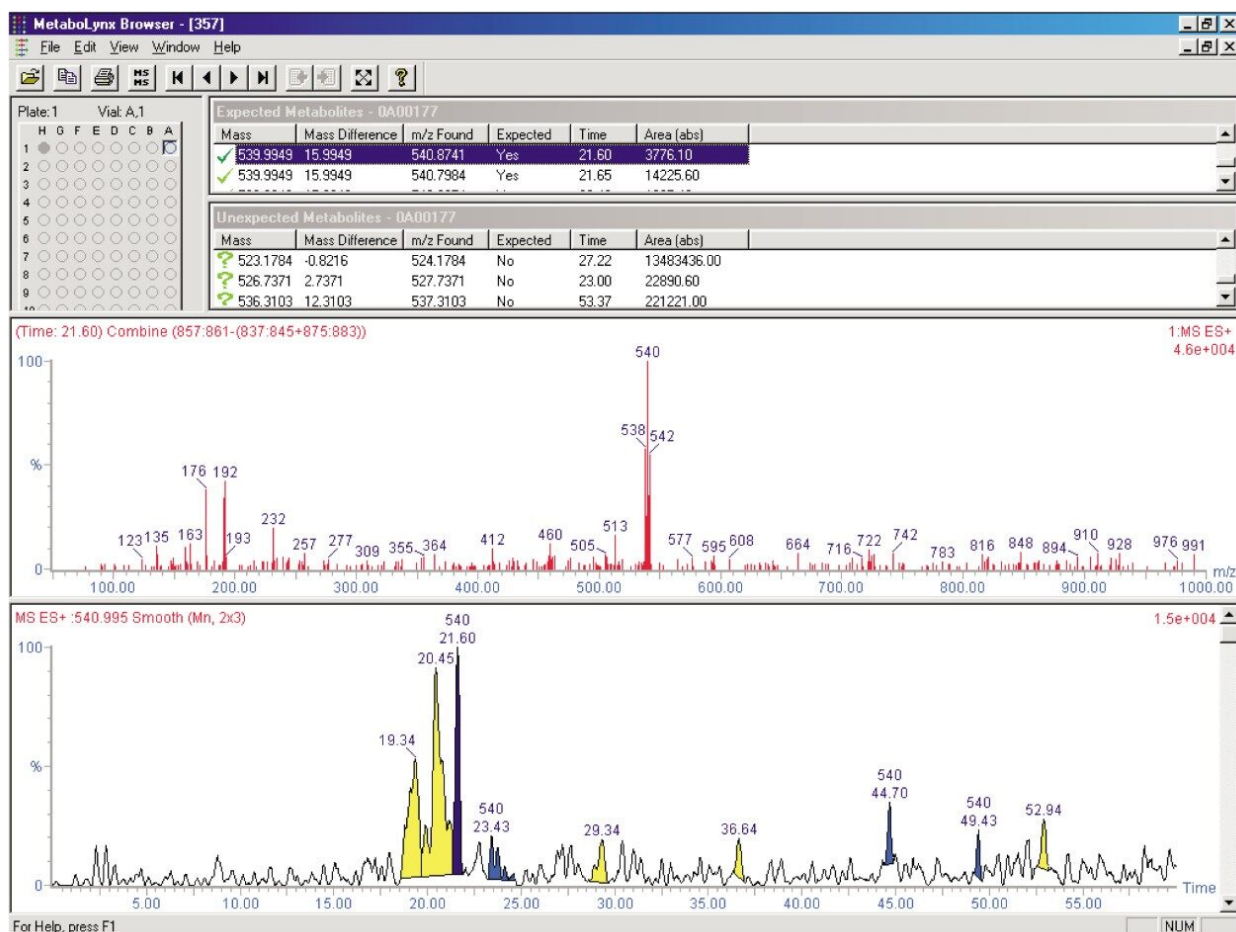 MetaboLynx Browser - [357]
File Edit View Window Help
MS
MS
Plate: 1 Vial: A,1
H G F E D C B A
1
2
3
4
5
6
7
8
9
Expected Metabolites - 0A00177
Mass Mass Difference m/z Found Expected Time Area (abs)
539.9949 15.9949 540.8741 Yes 21.60 3776.10
539.9949 15.9949 540.7984 Yes 21.65 14225.60
Unexpected Metabolites - 0A00177
Mass Mass Difference m/z Found Expected Time Area (abs)
523.1784 -0.8216 524.1784 No 27.22 13483436.00
526.7371 2.7371 527.7371 No 23.00 22890.60
536.3103 12.3103 537.3103 No 53.37 221221.00
(Time: 21.60) Combine (857:861-(837:845+875:883)) 1:MS ES+
4.6e+004
100
%
0
540
538 542
176 192
123 135 163 193 232 257 277 309 355 364 412 460 505 513 577 595 608 664 716 722 742 783 816 848 894 910 928 976 991
100.00 200.00 300.00 400.00 500.00 600.00 700.00 800.00 900.00 1000.00 m/z
MS ES+ :540.995 Smooth (Mn, 2x3) 1.5e+004
100
%
0
540
21.60
20.45
19.34
540
23.43
29.34
36.64
540
44.70
540
49.43
52.94
Time
5.00 10.00 15.00 20.00 25.00 30.00 35.00 40.00 45.00 50.00 55.00
For Help, press F1 NUM